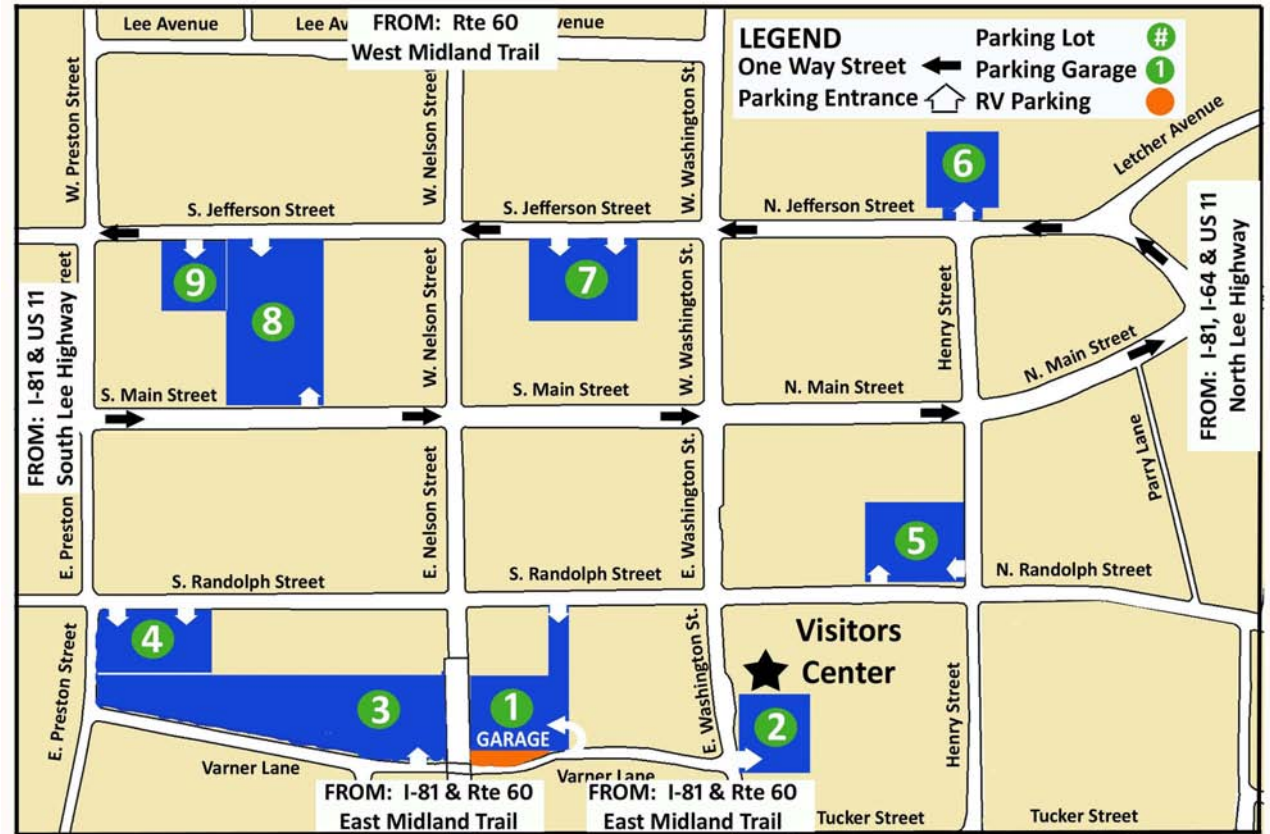 Lee Avenue
Lee Av
FROM: Rte 60
West Midland Trail
venue
LEGEND
One Way Street
Parking Entrance
Parking Lot #
Parking Garage 1
RV Parking
W. Preston Street
W. Nelson Street
W. Washington St.
Letcher Avenue
6
S. Jefferson Street
S. Jefferson Street
N. Jefferson Street
9
8
7
FROM: I-81 & US 11
South Lee Highway
reet
W. Nelson Street
W. Washington St.
Henry Street
FROM: I-81, I-64 & US 11
North Lee Highway
S. Main Street
S. Main Street
N. Main Street
N. Main Street
Parry Lane
E. Preston
E. Nelson Street
E. Washington St.
5
S. Randolph Street
S. Randolph Street
N. Randolph Street
4
E. Preston Street
3
1
GARAGE
E. Washington St.
Visitors
Center
2
Henry Street
Varner Lane
Varner Lane
FROM: I-81 & Rte 60
East Midland Trail
FROM: I-81 & Rte 60
East Midland Trail
Tucker Street
Tucker Street